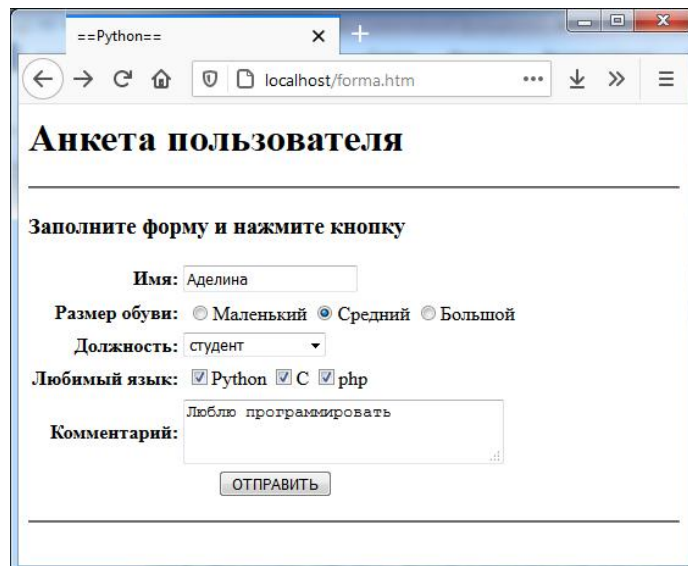 ==Python==
localhost/forma.htm
Анкета пользователя
Заполните форму и нажмите кнопку
Имя: Аделина
Размер обуви: Маленький Средний Большой
Должность: студент
Любимый язык: Python C php
Комментарий: Люблю программировать
ОТПРАВИТЬ